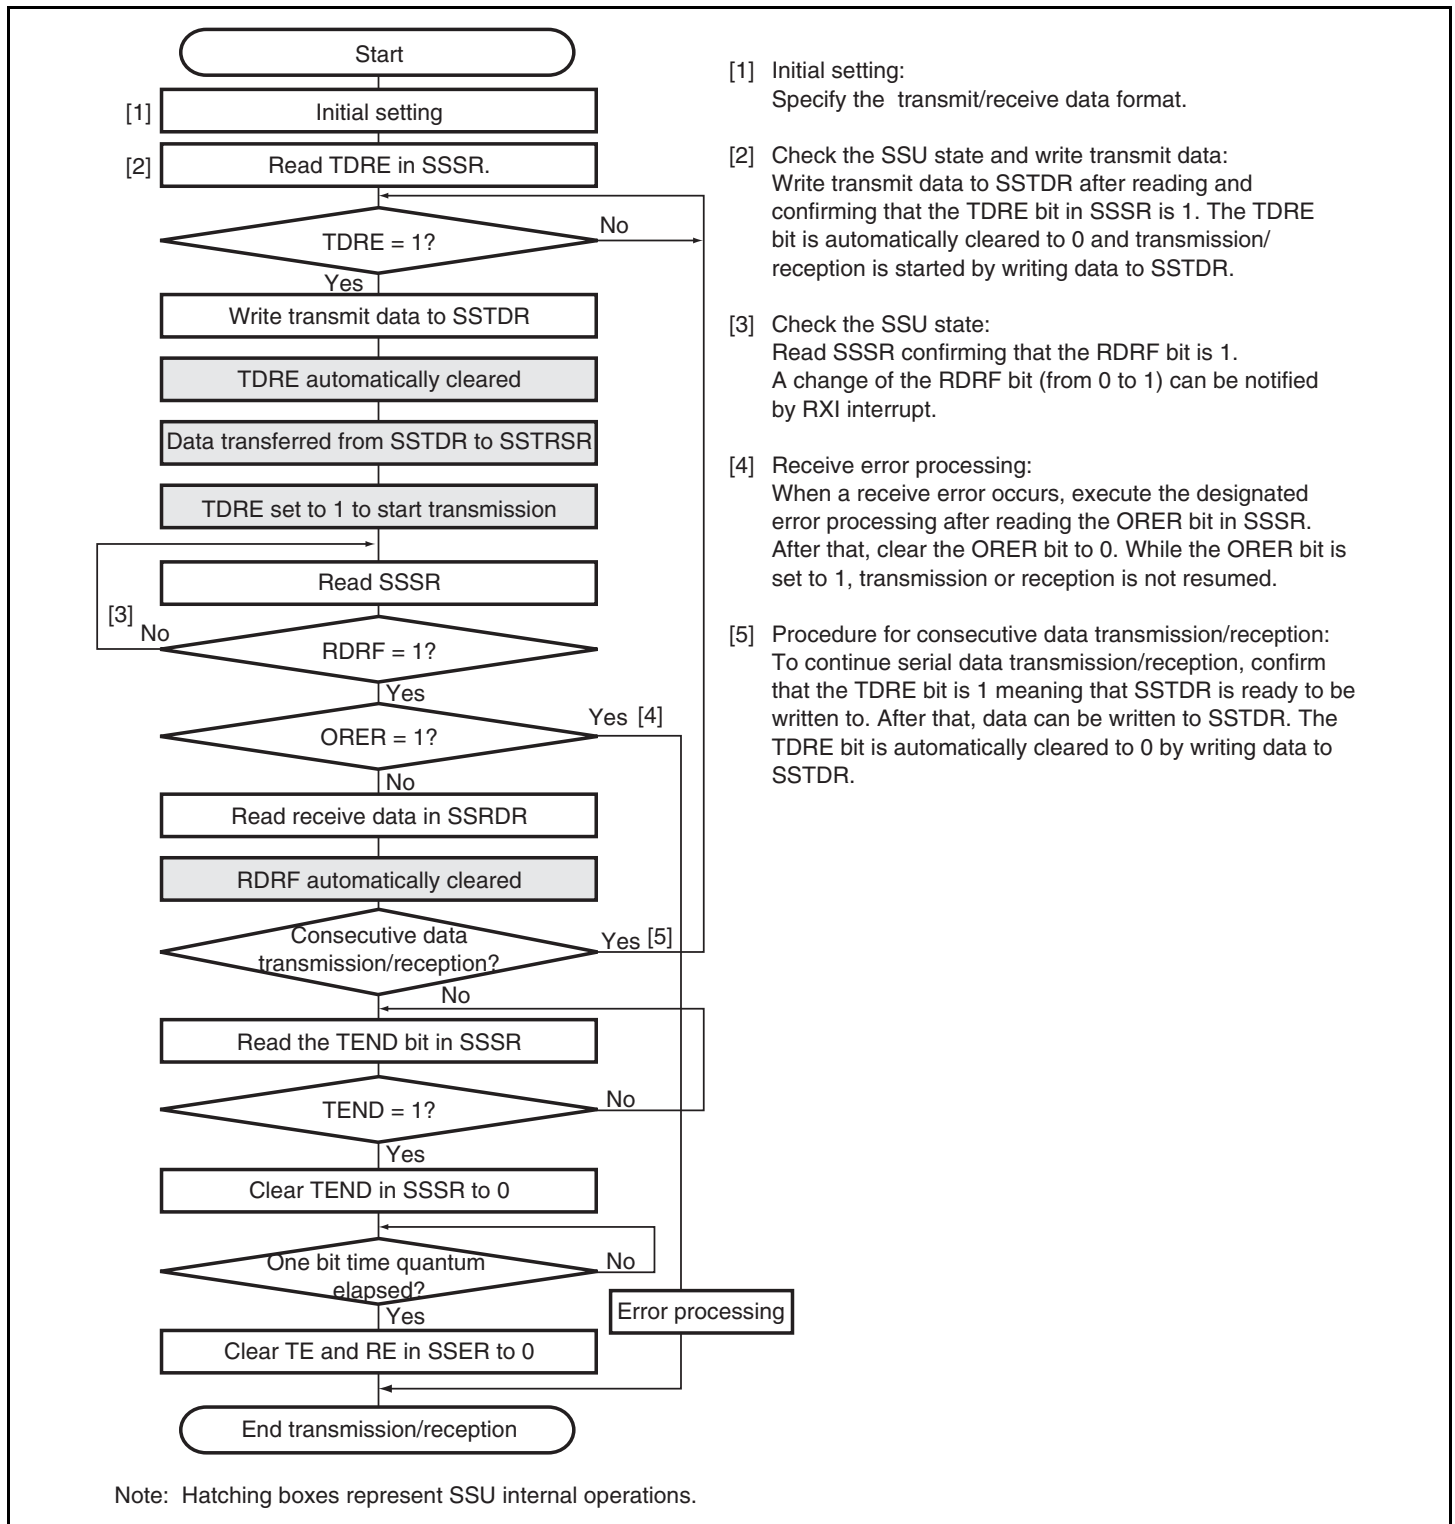 Start
[1] Initial setting
[2] Read TDRE in SSSR.
TDRE = 1?
No
Yes
Write transmit data to SSTDR
TDRE automatically cleared
Data transferred from SSTDR to SSTRSR
TDRE set to 1 to start transmission
Read SSSR
[3]
No
RDRF = 1?
Yes
Yes [4]
ORER = 1?
No
Read receive data in SSRDR
RDRF automatically cleared
Consecutive data
transmission/reception?
Yes [5]
No
Read the TEND bit in SSSR
TEND = 1?
No
Yes
Clear TEND in SSSR to 0
One bit time quantum
elapsed?
No
Yes
Error processing
Clear TE and RE in SSER to 0
End transmission/reception
[1] Initial setting:
Specify the transmit/receive data format.
[2] Check the SSU state and write transmit data:
Write transmit data to SSTDR after reading and
confirming that the TDRE bit in SSSR is 1. The TDRE
bit is automatically cleared to 0 and transmission/
reception is started by writing data to SSTDR.
[3] Check the SSU state:
Read SSSR confirming that the RDRF bit is 1.
A change of the RDRF bit (from 0 to 1) can be notified
by RXI interrupt.
[4] Receive error processing:
When a receive error occurs, execute the designated
error processing after reading the ORER bit in SSSR.
After that, clear the ORER bit to 0. While the ORER bit is
set to 1, transmission or reception is not resumed.
[5] Procedure for consecutive data transmission/reception:
To continue serial data transmission/reception, confirm
that the TDRE bit is 1 meaning that SSTDR is ready to be
written to. After that, data can be written to SSTDR. The
TDRE bit is automatically cleared to 0 by writing data to
SSTDR.
Note: Hatching boxes represent SSU internal operations.